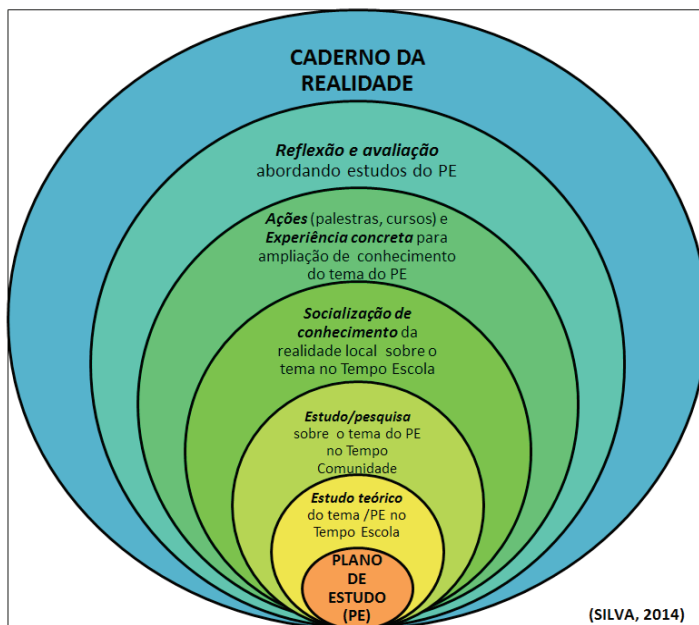 CADERNO DA
REALIDADE
Reflexão e avaliação
abordando estudos do PE
Ações (palestras, cursos) e
Experiência concreta para
ampliação de conhecimento
do tema do PE
Socialização de
conhecimento da
realidade local sobre o
tema no Tempo Escola
Estudo/pesquisa
sobre o tema do PE
no Tempo
Comunidade
Estudo teórico
do tema /PE no
Tempo Escola
PLANO
DE
ESTUDO
(PE)
(SILVA, 2014)